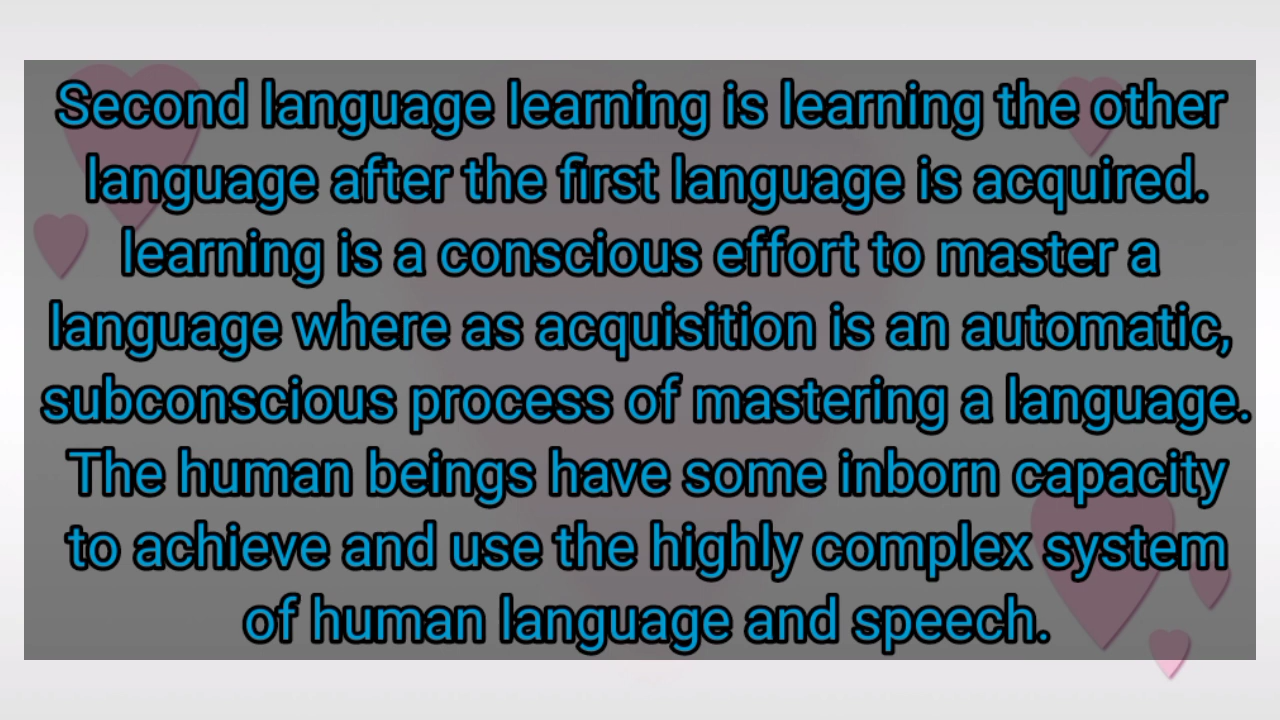 Second language learning is learning the other
language after the first language is acquired.
learning is a conscious effort to master a
language where as acquisition is an automatic,
subconscious process of mastering a language.
The human beings have some inborn capacity
to achieve and use the highly complex system
of human language and speech.